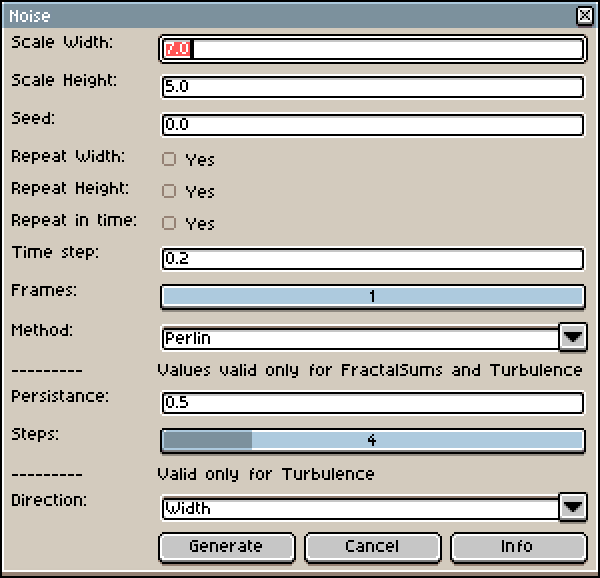 Noise
Scale Width: 7.0
Scale Height: 5.0
Seed: 0.0
Repeat Width: Yes
Repeat Height: Yes
Repeat in time: Yes
Time step: 0.2
Frames: 1
Method: Perlin
--------- Values valid only for FractalSums and Turbulence
Persistance: 0.5
Steps: 4
--------- Valid only for Turbulence
Direction: Width
Generate Cancel Info